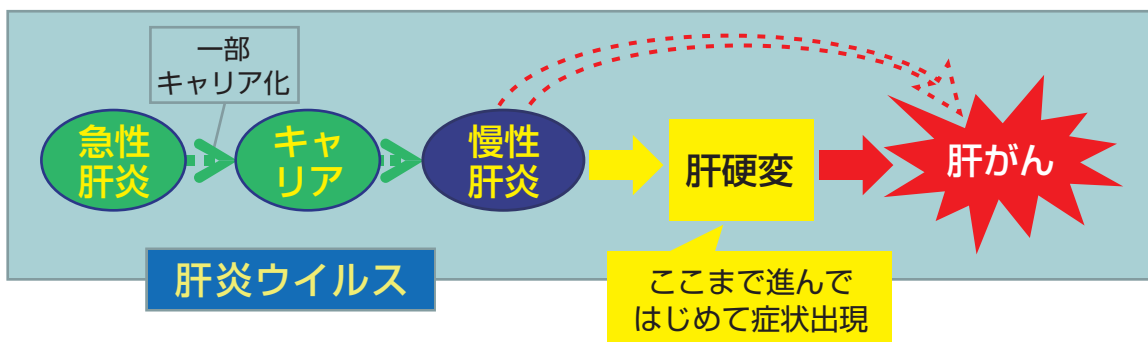 一部
キャリア化
急性
肝炎
キャ
リア
慢性
肝炎
肝硬変
肝がん
肝炎ウイルス
ここまで進んで
はじめて症状出現